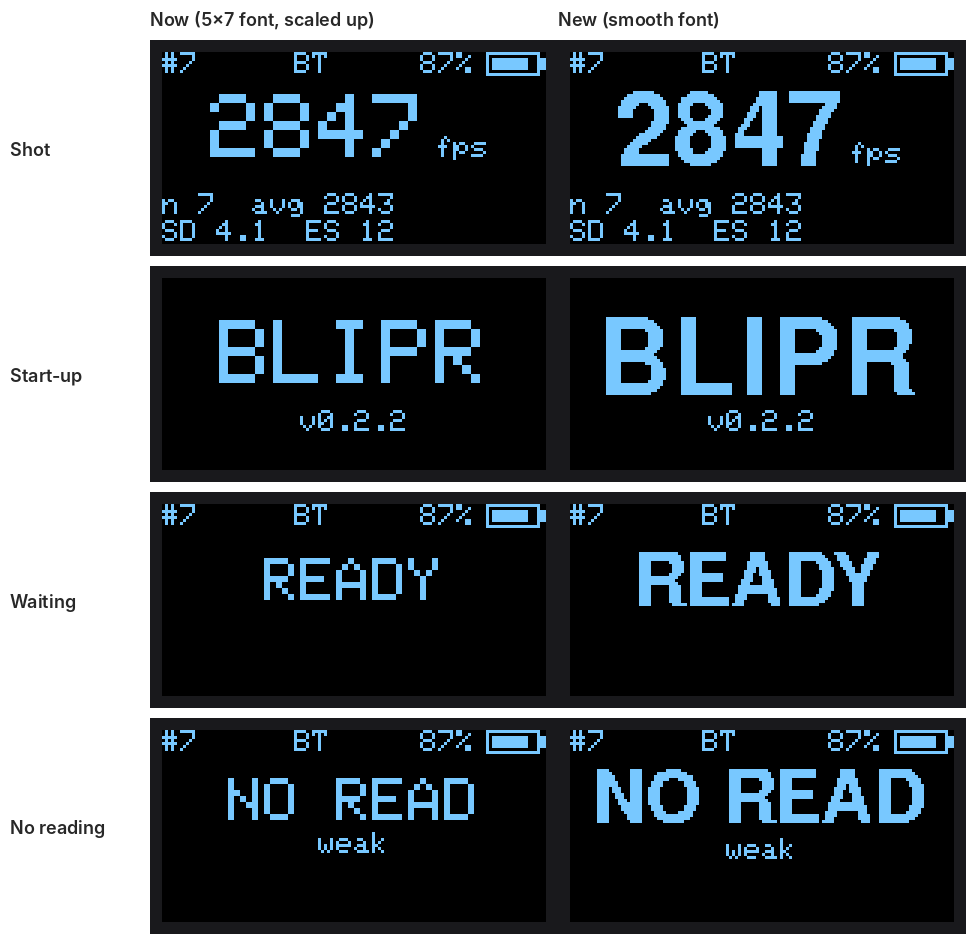 Now (5×7 font, scaled up) New (smooth font)
Shot
#7 BT 87%
2847 fps
n 7 avg 2843
SD 4.1 ES 12
#7 BT 87%
2847 fps
n 7 avg 2843
SD 4.1 ES 12
Start-up
BLIPR
v0.2.2
BLIPR
v0.2.2
Waiting
#7 BT 87%
READY
#7 BT 87%
READY
No reading
#7 BT 87%
NO READ
weak
#7 BT 87%
NO READ
weak